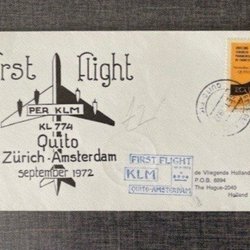 First Flight
PER KLM
KL 774
Quito
Zürich-Amsterdam
september 1972
FIRST FLIGHT
KLM
QUITO-AMSTERDAM
de Vliegende Hollander
P.O.B. 6894
The Hague-2040
Holland